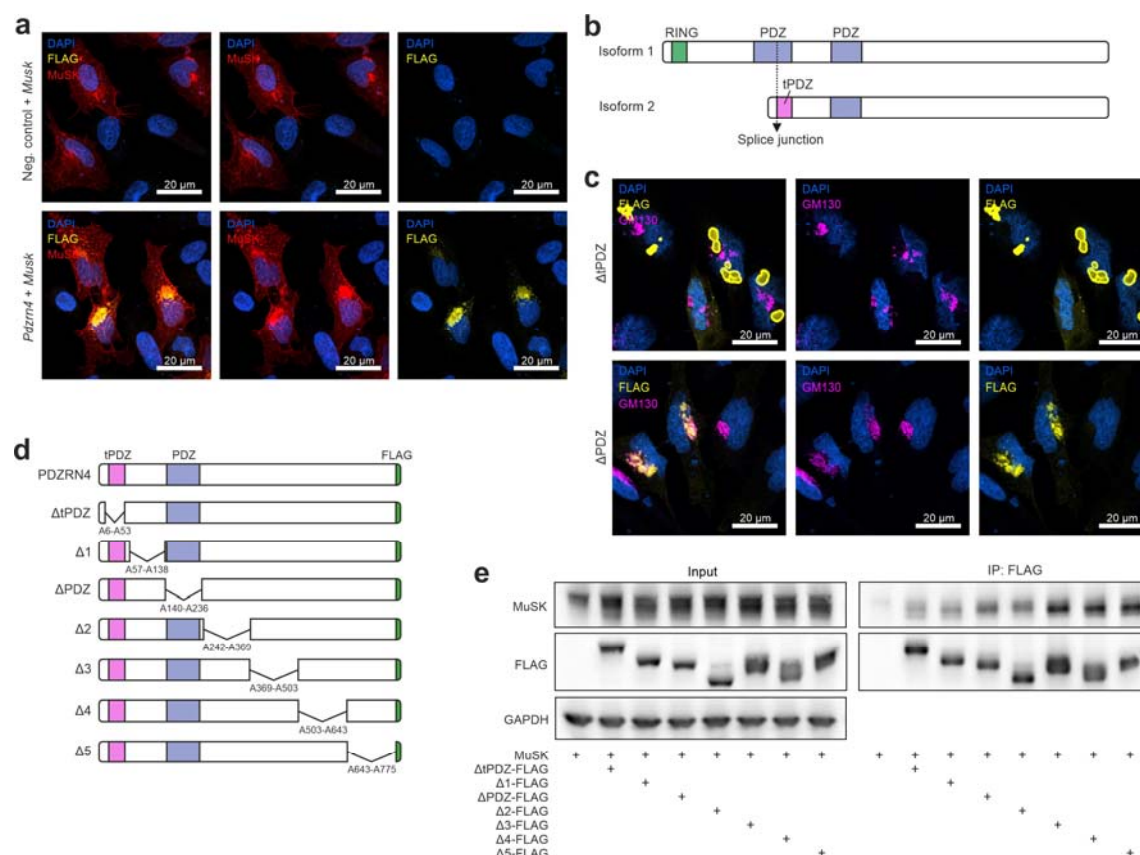 a
Neg. control + Musk
DAPI
FLAG
MuSK
20 µm
DAPI
MuSK
20 µm
DAPI
FLAG
20 µm
Pdzrn4 + Musk
DAPI
FLAG
MuSK
20 µm
DAPI
MuSK
20 µm
DAPI
FLAG
20 µm
b
RING PDZ PDZ
Isoform 1
tPDZ
Isoform 2
Splice junction
c
ΔtPDZ
DAPI
FLAG
GM130
20 µm
DAPI
GM130
20 µm
DAPI
FLAG
20 µm
ΔPDZ
DAPI
FLAG
GM130
20 µm
DAPI
GM130
20 µm
DAPI
FLAG
20 µm
d
tPDZ PDZ FLAG
PDZRN4
ΔtPDZ
A6-A53
Δ1
A57-A138
ΔPDZ
A140-A236
Δ2
A242-A369
Δ3
A369-A503
Δ4
A503-A643
Δ5
A643-A775
e
Input IP: FLAG
MuSK
FLAG
GAPDH
MuSK + + + + + + + + + + + + + + + +
ΔtPDZ-FLAG + +
Δ1-FLAG + +
ΔPDZ-FLAG + +
Δ2-FLAG + +
Δ3-FLAG + +
Δ4-FLAG + +
Δ5-FLAG + +